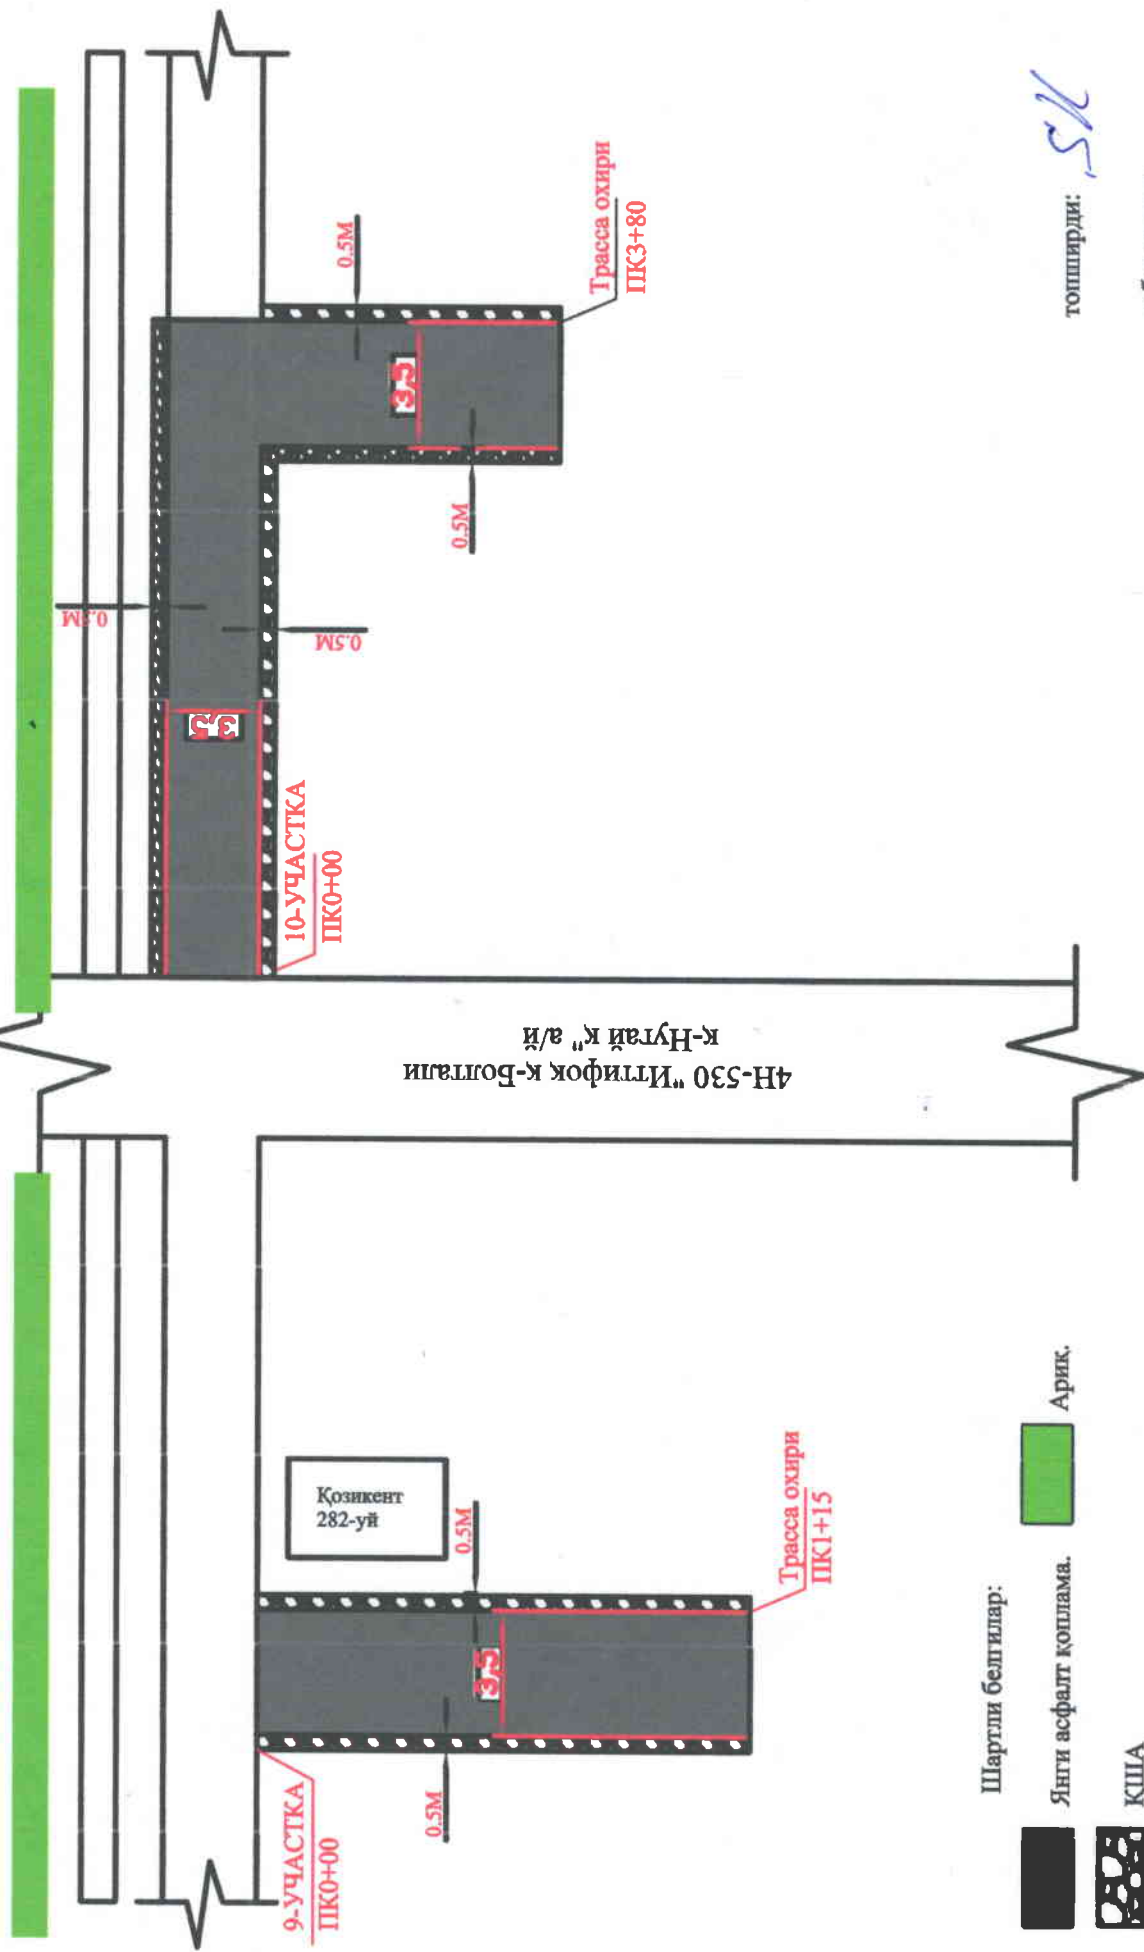 9-УЧАСТКА
ПК0+00
0.5М
3,5
0.5М
Қозикент
282-уй
Трасса охири
ПК1+15
4Н-530 "Иттифоқ қ-Болтали
қ-Нугай қ" а/й
10-УЧАСТКА
ПК0+00
3,5
0.5М
0.5М
0.5М
3,5
0.5М
Трасса охири
ПК3+80
Шартли белгилар:
Янги асфалт қоплама.
Ариқ.
КША
топширди: